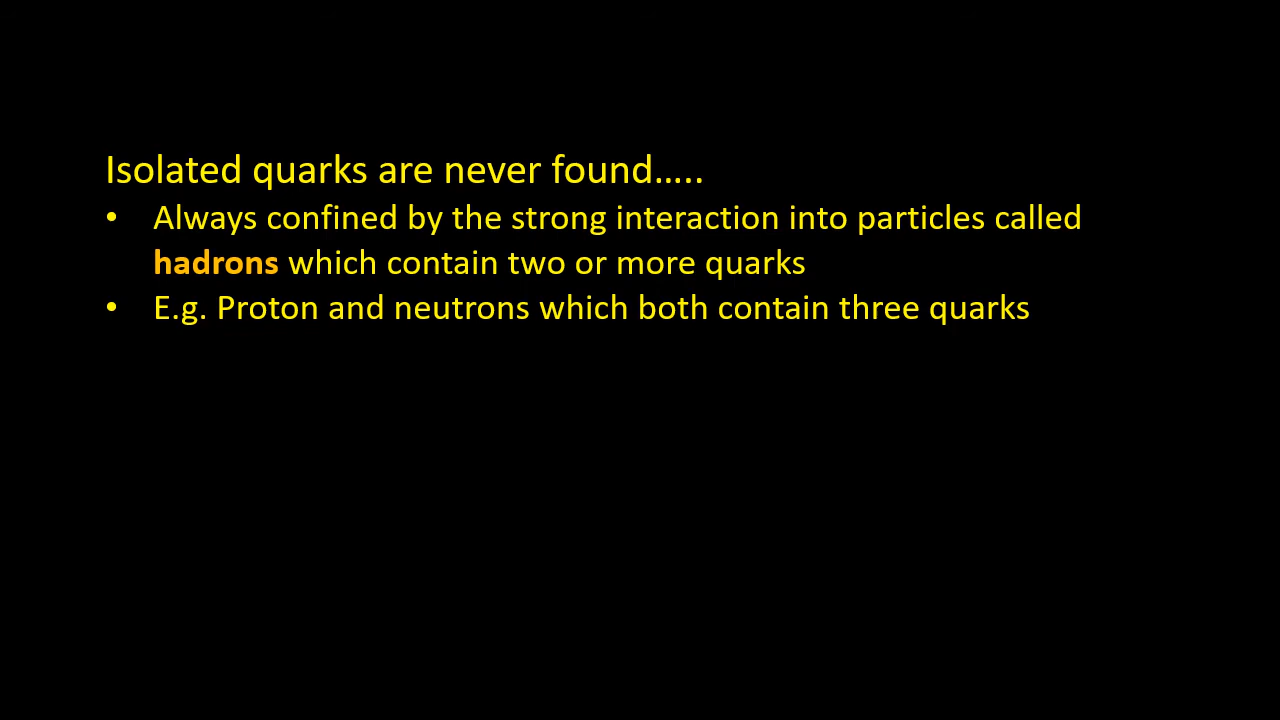 Isolated quarks are never found…..
• Always confined by the strong interaction into particles called
hadrons which contain two or more quarks
• E.g. Proton and neutrons which both contain three quarks